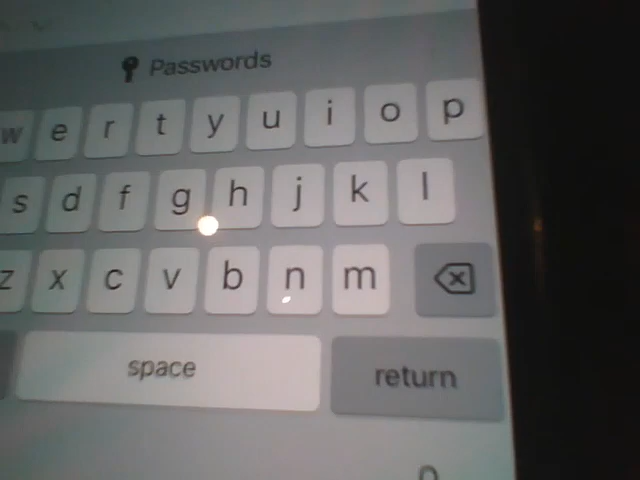 Passwords
w e r t y u i o p
s d f g h j k l
z x c v b n m
space return